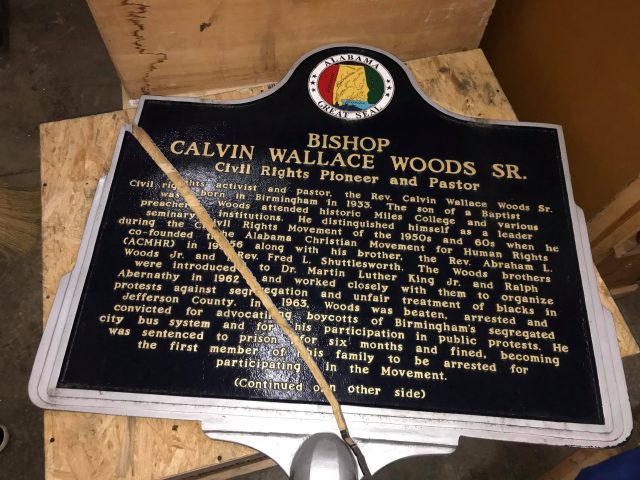 ALABAMA
GREAT SEAL
BISHOP
CALVIN WALLACE WOODS SR.
Civil Rights Pioneer and Pastor
Civil rights activist and pastor, the Rev. Calvin Wallace Woods Sr.
was born in Birmingham in 1933. The son of a Baptist
preacher, Woods attended historic Miles College and various
seminary institutions. He distinguished himself as a leader
during the Civil Rights Movement of the 1950s and 60s when he
co-founded the Alabama Christian Movement for Human Rights
(ACMHR) in 1956 along with his brother, the Rev. Abraham L.
Woods Jr. and Rev. Fred L. Shuttlesworth. The Woods brothers
were introduced to Dr. Martin Luther King Jr. and Ralph
Abernathy in 1962 and worked closely with them to organize
protests against segregation and unfair treatment of blacks in
Jefferson County. In 1963, Woods was beaten, arrested and
convicted for advocating boycotts of Birmingham's segregated
city bus system and for his participation in public protests. He
was sentenced to prison for six months and fined, becoming
the first member of his family to be arrested for
participating in the Movement.
(Continued on other side)